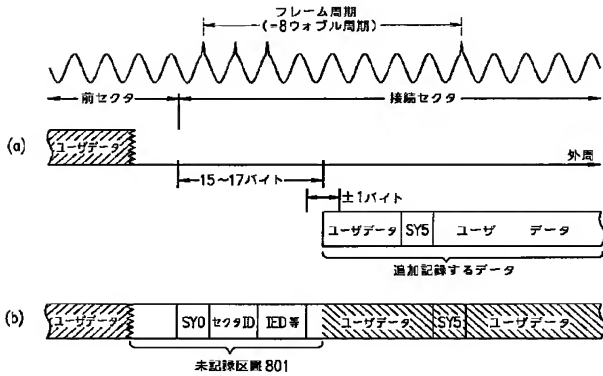 フレーム周期
(=8ウォブル周期)
前セクタ
接続セクタ
(a)
ユーザデータ
外周
15~17バイト
±1バイト
ユーザデータ SY5 ユーザ データ
追加記録するデータ
(b)
ユーザデータ SY0 セクタID IED等 ユーザデータ SY5 ユーザデータ
未記録区間801